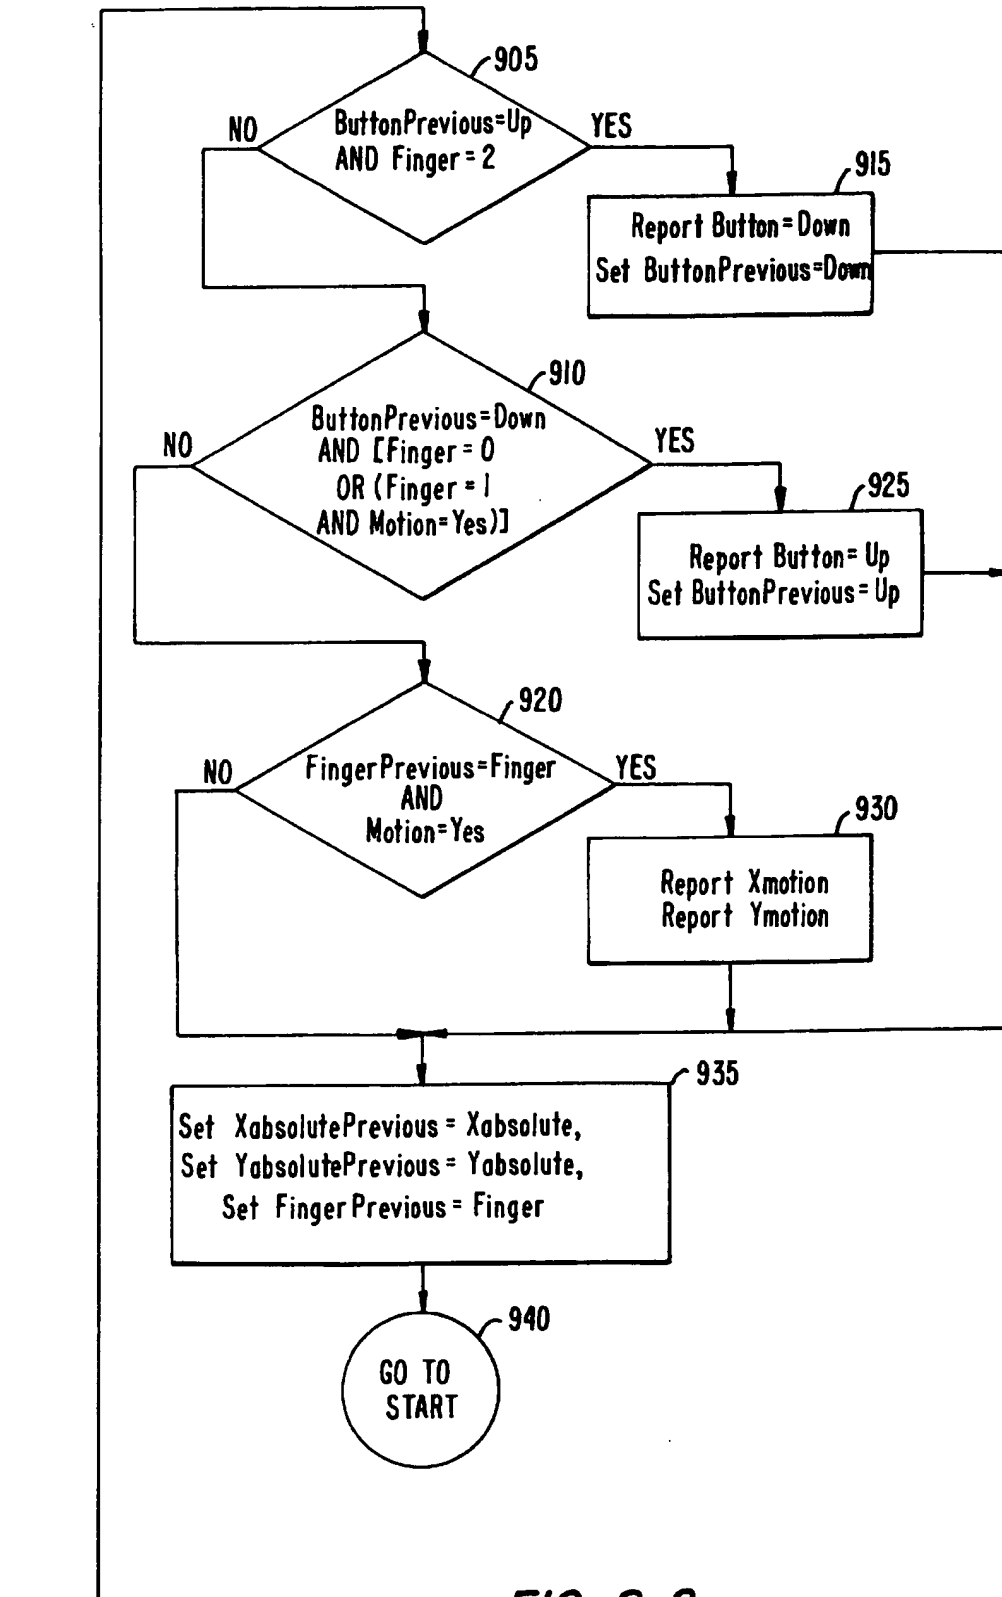 905
NO
YES
ButtonPrevious=Up
AND Finger=2
915
Report Button=Down
Set ButtonPrevious=Down
910
NO
YES
ButtonPrevious=Down
AND [Finger=0
OR (Finger=1
AND Motion=Yes)]
925
Report Button=Up
Set ButtonPrevious=Up
920
NO
YES
FingerPrevious=Finger
AND
Motion=Yes
930
Report Xmotion
Report Ymotion
935
Set XabsolutePrevious=Xabsolute,
Set YabsolutePrevious=Yabsolute,
Set FingerPrevious=Finger
940
GO TO
START